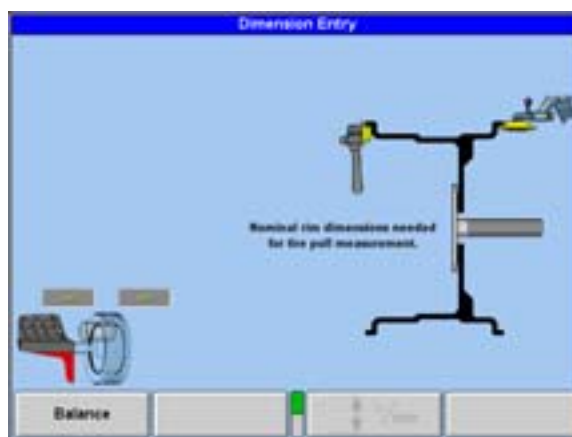 Dimension Entry
Nominal rim dimensions needed
for tire pull measurement.
Balance